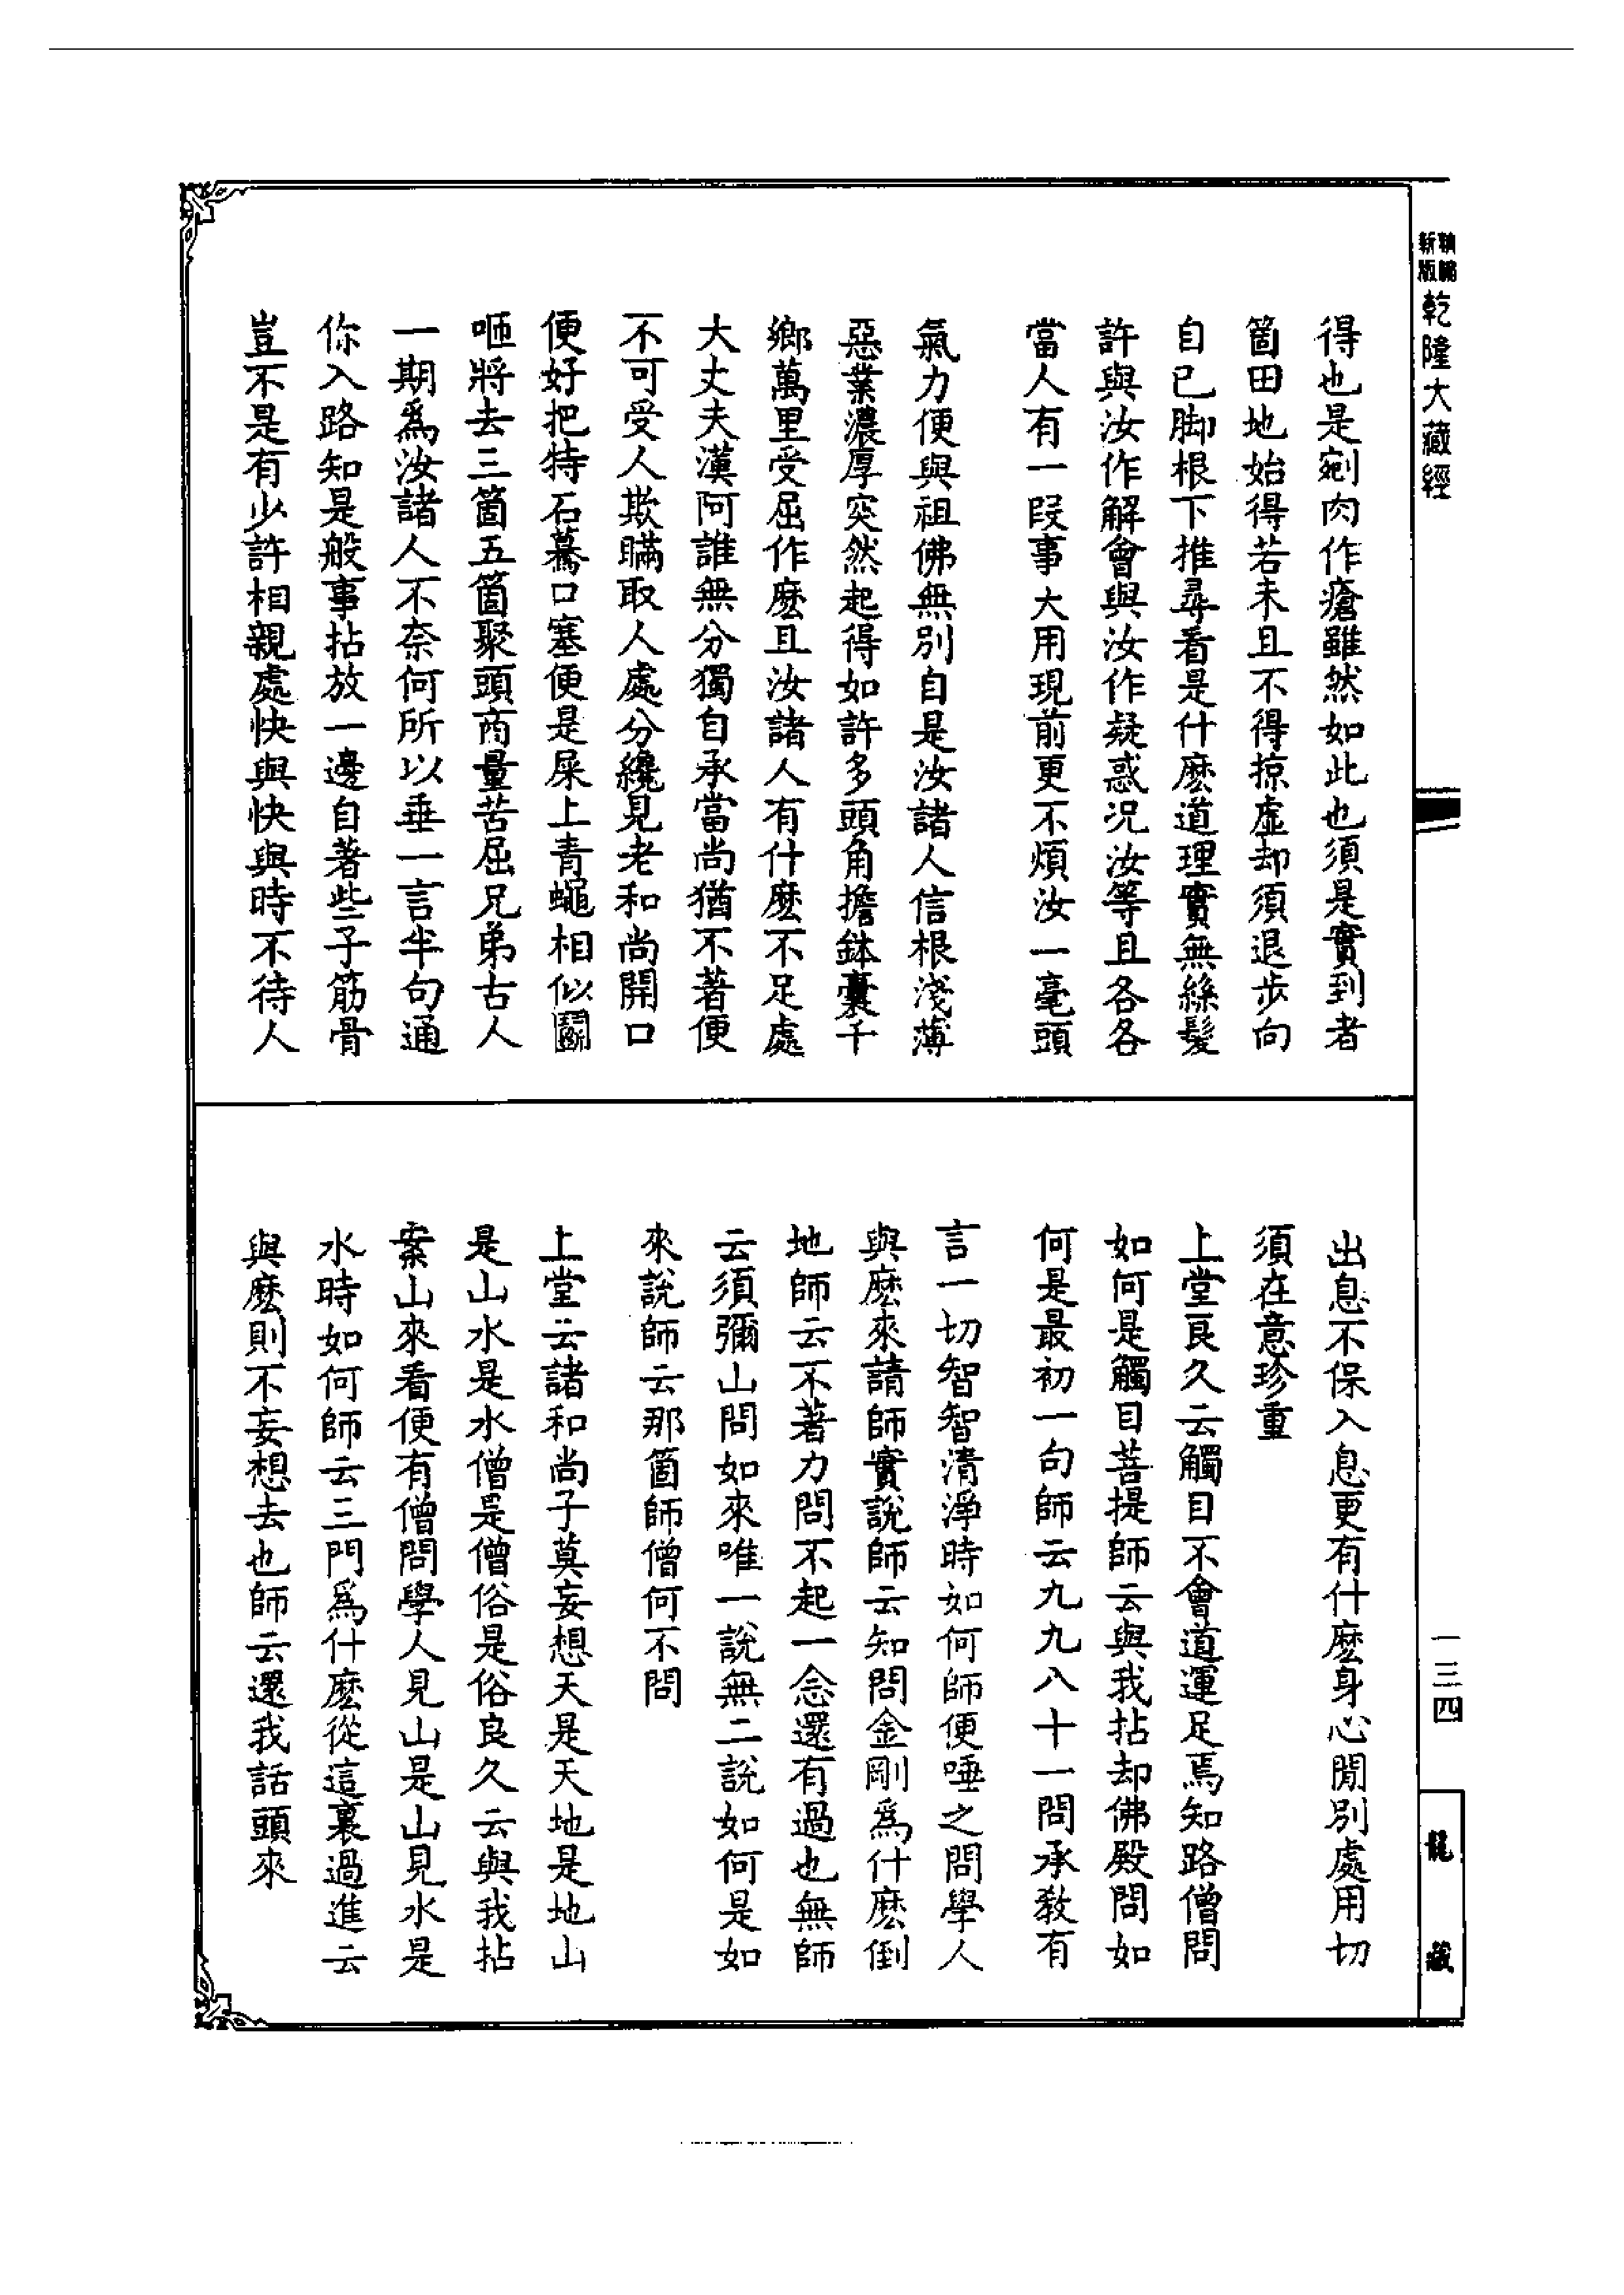 新版精縮乾隆大藏經
得也是剜肉作瘡雖然如此也須是實到者
箇田地始得若未且不得掠虛却須退步向
自已脚根下推尋看是什麽道理實無絲髮
許與汝作解會與汝作疑惑况汝等且各各
當人有一段事大用現前更不煩汝一毫頭
氣力便與祖佛無別自是汝諸人信根淺薄
惡業濃厚突然起得如許多頭角擔鉢囊千
鄉萬里受屈作麽且汝諸人有什麽不足處
大丈夫漢阿誰無分獨自承當尚猶不著便
不可受人欺瞞取人處分纔見老和尚開口
便好把特石驀口塞便是屎上青蠅相似鬭
咂將去三箇五箇聚頭商量苦屈兄弟古人
一期爲汝諸人不奈何所以垂一言半句通
你入路知是般事拈放一邊自著些子筋骨
豈不是有少許相親處快與快與時不待人
出息不保入息更有什麽身心閒別處用切
須在意珍重
上堂良久云觸目不會道運足焉知路僧問
如何是觸目菩提師云與我拈却佛殿問如
何是最初一句師云九九八十一問承教有
言一切智智清淨時如何師便唾之問學人
與麽來請師實說師云知問金剛爲什麽倒
地師云不著力問不起一念還有過也無師
云須彌山問如來唯一說無二說如何是如
來說師云那箇師僧何不問
上堂云諸和尚子莫妄想天是天地是地山
是山水是水僧是僧俗是俗良久云與我拈
案山來看便有僧問學人見山是山見水是
水時如何師云三門爲什麽從這裏過進云
與麽則不妄想去也師云還我話頭來
一三四
龍藏